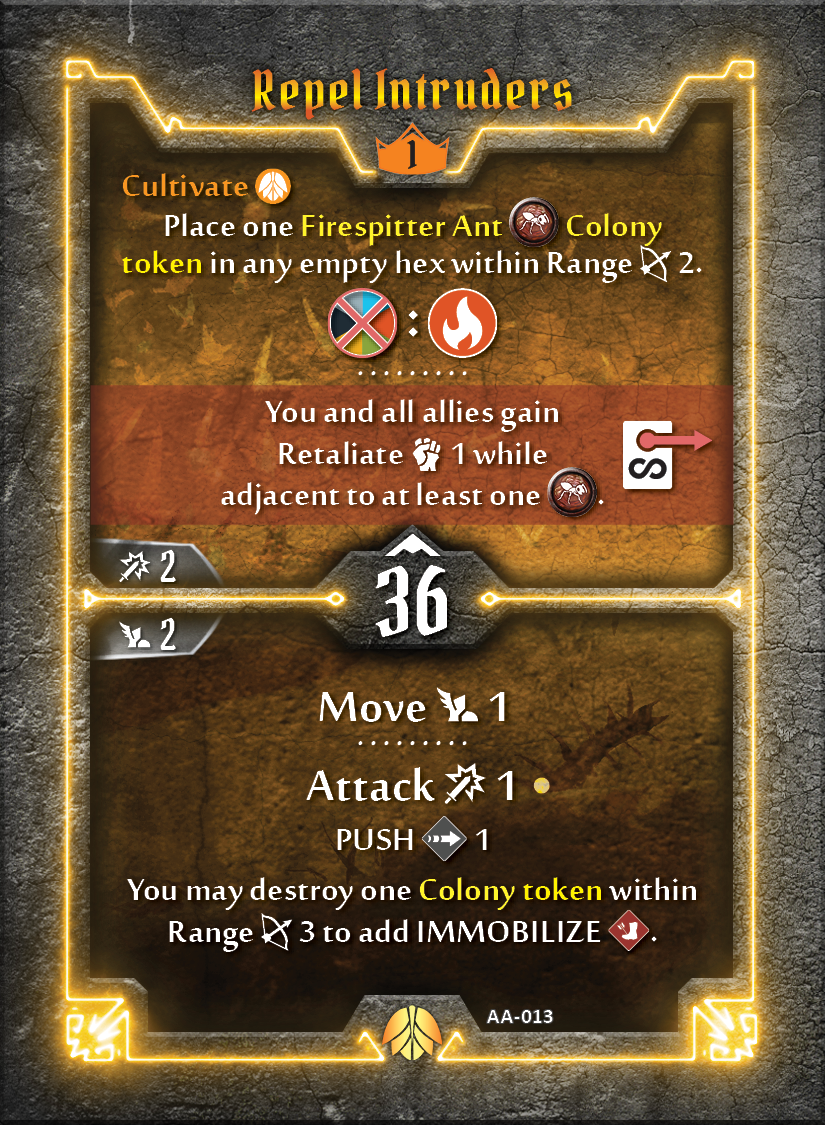 Repel Intruders
1
Cultivate
Place one Firespitter Ant Colony
token in any empty hex within Range 2.
:
You and all allies gain
Retaliate 1 while
adjacent to at least one .
2
36
2
Move 1
Attack 1
PUSH 1
You may destroy one Colony token within
Range 3 to add IMMOBILIZE .
AA-013